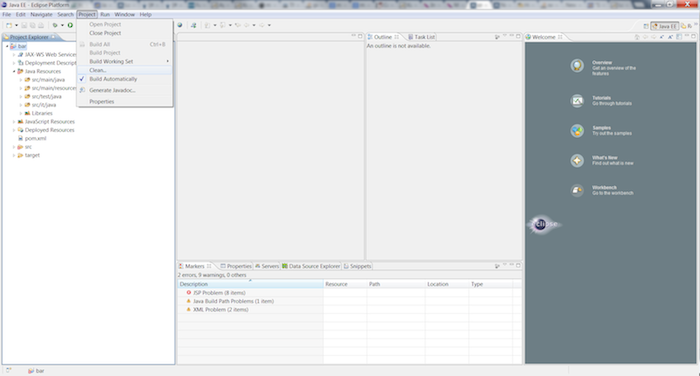 Java EE - Eclipse Platform
File Edit Navigate Search Project Run Window Help
Open Project
Close Project
Build All Ctrl+B
Build Project
Build Working Set
Clean...
Build Automatically
Generate Javadoc...
Properties
Java EE
Project Explorer
bar
JAX-WS Web Services
Deployment Descript
Java Resources
src/main/java
src/main/resources
src/test/java
src/it/java
Libraries
JavaScript Resources
Deployed Resources
pom.xml
src
target
Outline Task List
An outline is not available.
Welcome
Overview
Get an overview of the features
Tutorials
Go through tutorials
Samples
Try out the samples
What's New
Find out what is new
Workbench
Go to the workbench
eclipse
Markers Properties Servers Data Source Explorer Snippets
2 errors, 9 warnings, 0 others
Description Resource Path Location Type
JSP Problem (8 items)
Java Build Path Problems (1 item)
XML Problem (2 items)
bar